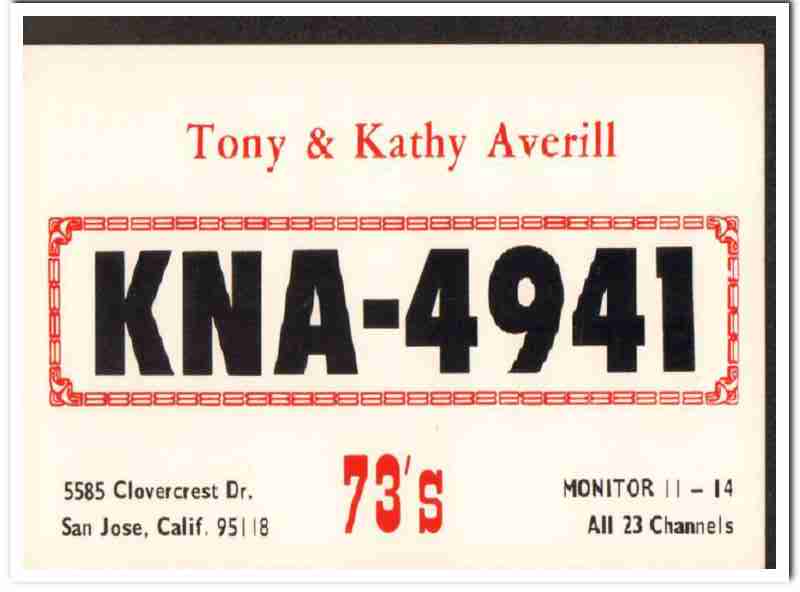 Tony & Kathy Averill
KNA-4941
73's
5585 Clovercrest Dr.
San Jose, Calif. 95118
MONITOR 11 - 14
All 23 Channels